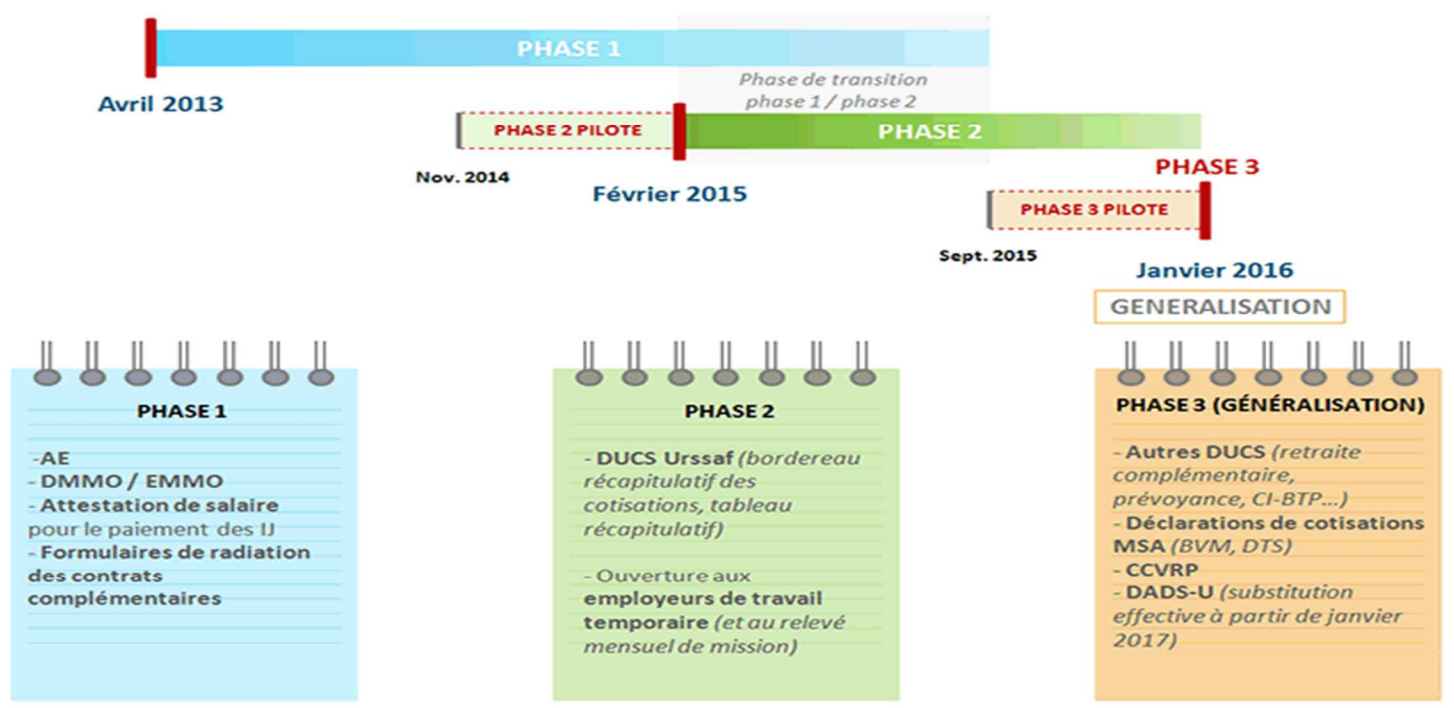 PHASE 1
Avril 2013
Phase de transition
phase 1 / phase 2
PHASE 2 PILOTE
PHASE 2
Nov. 2014
Février 2015
PHASE 3
PHASE 3 PILOTE
Sept. 2015
Janvier 2016
GENERALISATION
PHASE 1
-AE
- DMMO / EMMO
- Attestation de salaire
pour le paiement des IJ
- Formulaires de radiation
des contrats
complémentaires
PHASE 2
- DUCS Urssaf (bordereau
récapitulatif des
cotisations, tableau
récapitulatif)
- Ouverture aux
employeurs de travail
temporaire (et au relevé
mensuel de mission)
PHASE 3 (GÉNÉRALISATION)
- Autres DUCS (retraite
complémentaire,
prévoyance, CI-BTP...)
- Déclarations de cotisations
MSA (BVM, DTS)
- CCVRP
- DADS-U (substitution
effective à partir de janvier
2017)